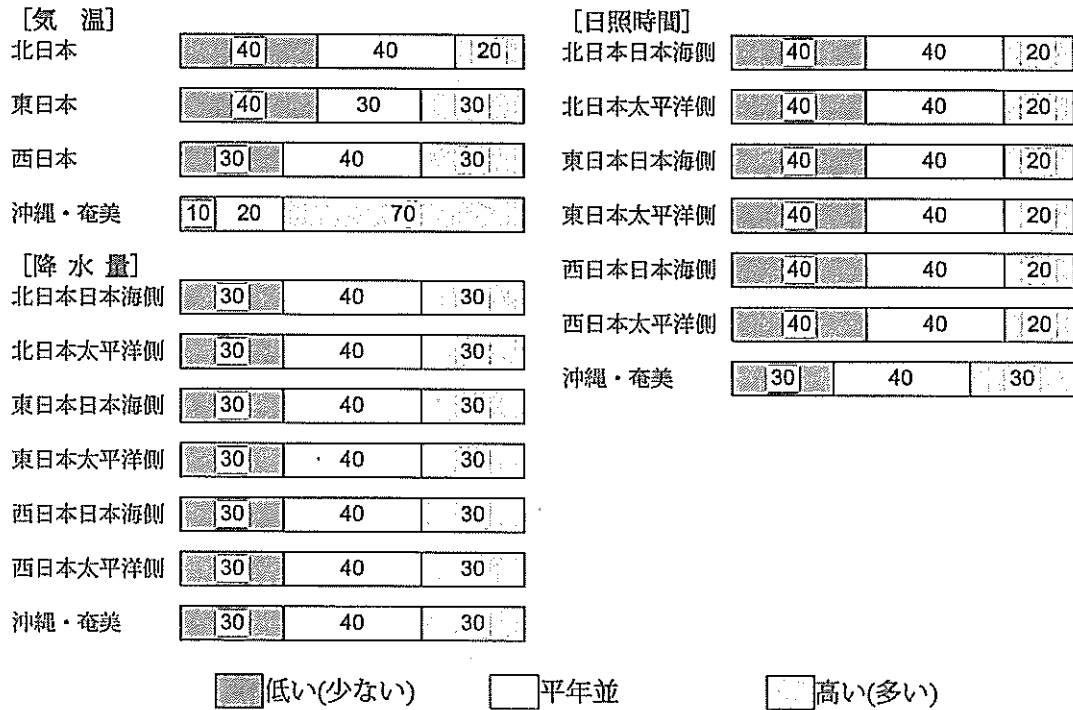 [気 温]
北日本 40 40 20
東日本 40 30 30
西日本 30 40 30
沖縄・奄美 10 20 70
[降 水 量]
北日本日本海側 30 40 30
北日本太平洋側 30 40 30
東日本日本海側 30 40 30
東日本太平洋側 30 40 30
西日本日本海側 30 40 30
西日本太平洋側 30 40 30
沖縄・奄美 30 40 30
[日照時間]
北日本日本海側 40 40 20
北日本太平洋側 40 40 20
東日本日本海側 40 40 20
東日本太平洋側 40 40 20
西日本日本海側 40 40 20
西日本太平洋側 40 40 20
沖縄・奄美 30 40 30
低い(少ない) 平年並 高い(多い)